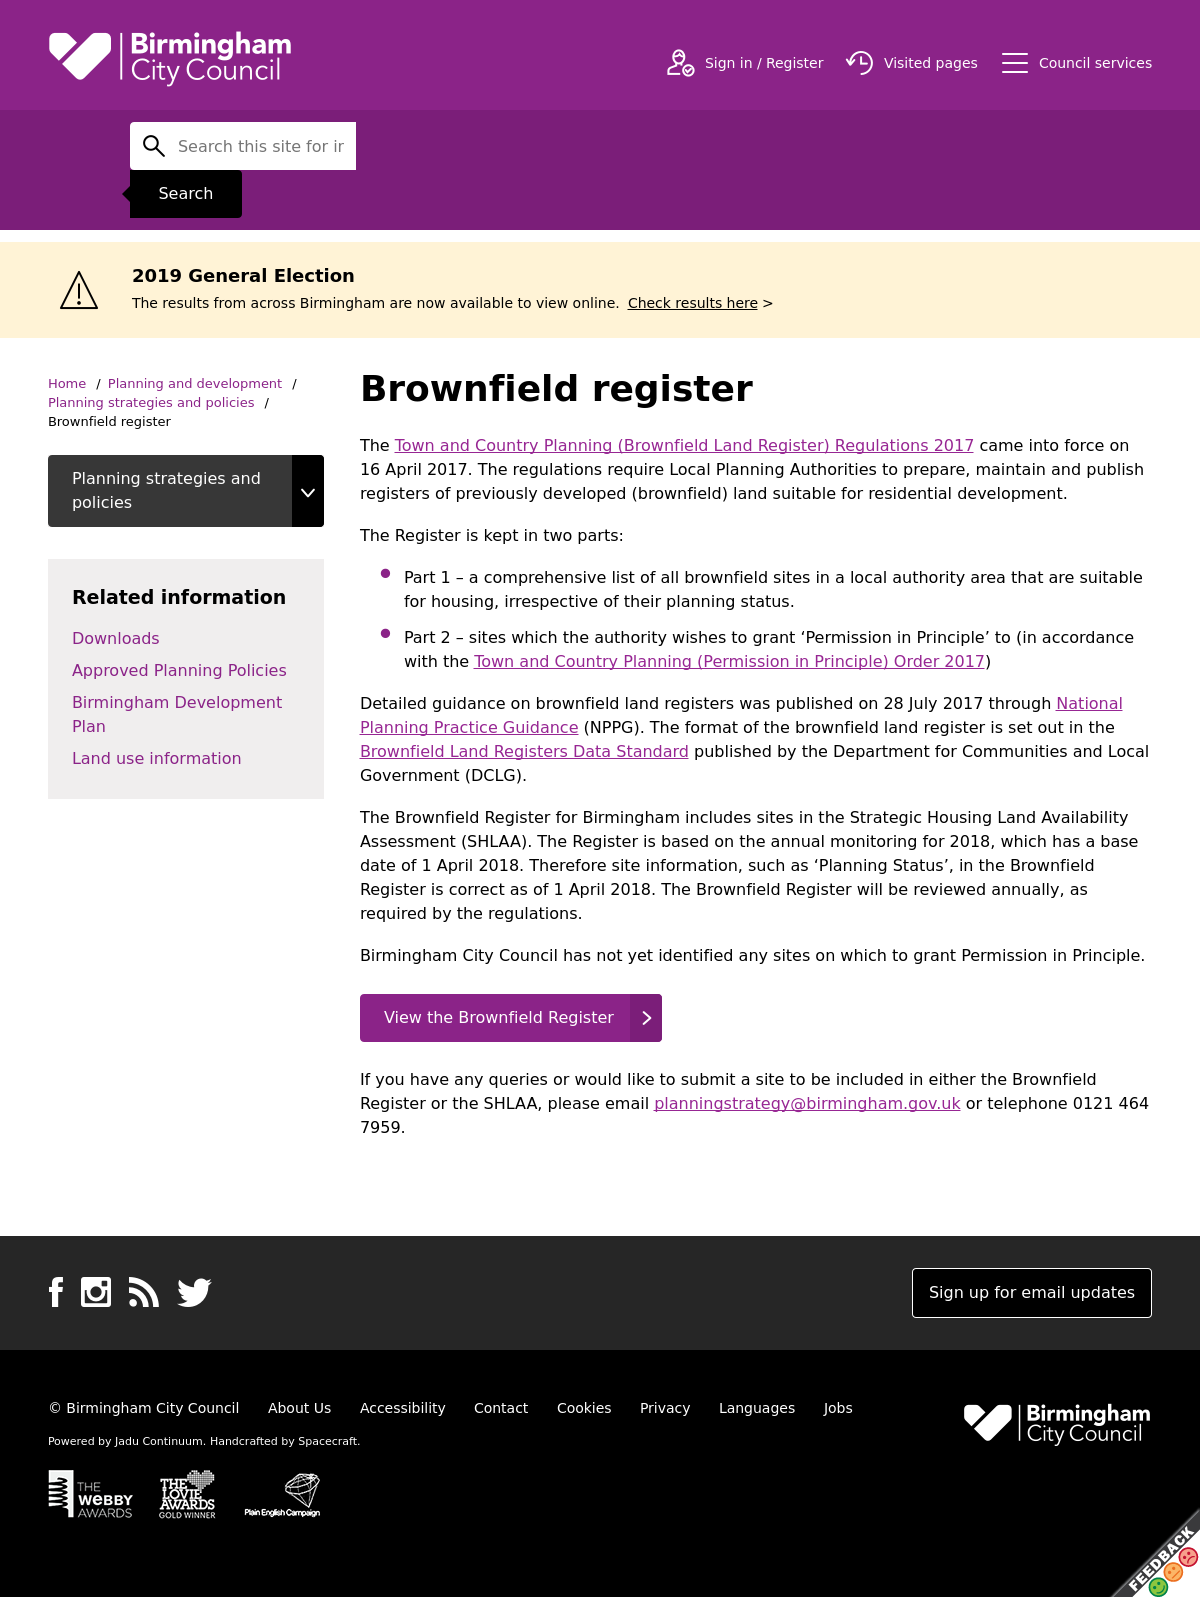 Birmingham
City Council
Sign in / Register
Visited pages
Council services
Search this site for ir
Search
2019 General Election
The results from across Birmingham are now available to view online. Check results here >
Home / Planning and development /
Planning strategies and policies /
Brownfield register
Planning strategies and
policies
Related information
Downloads
Approved Planning Policies
Birmingham Development
Plan
Land use information
Brownfield register
The Town and Country Planning (Brownfield Land Register) Regulations 2017 came into force on
16 April 2017. The regulations require Local Planning Authorities to prepare, maintain and publish
registers of previously developed (brownfield) land suitable for residential development.
The Register is kept in two parts:
Part 1 – a comprehensive list of all brownfield sites in a local authority area that are suitable
for housing, irrespective of their planning status.
Part 2 – sites which the authority wishes to grant ‘Permission in Principle’ to (in accordance
with the Town and Country Planning (Permission in Principle) Order 2017)
Detailed guidance on brownfield land registers was published on 28 July 2017 through National
Planning Practice Guidance (NPPG). The format of the brownfield land register is set out in the
Brownfield Land Registers Data Standard published by the Department for Communities and Local
Government (DCLG).
The Brownfield Register for Birmingham includes sites in the Strategic Housing Land Availability
Assessment (SHLAA). The Register is based on the annual monitoring for 2018, which has a base
date of 1 April 2018. Therefore site information, such as ‘Planning Status’, in the Brownfield
Register is correct as of 1 April 2018. The Brownfield Register will be reviewed annually, as
required by the regulations.
Birmingham City Council has not yet identified any sites on which to grant Permission in Principle.
View the Brownfield Register
If you have any queries or would like to submit a site to be included in either the Brownfield
Register or the SHLAA, please email planningstrategy@birmingham.gov.uk or telephone 0121 464
7959.
Sign up for email updates
© Birmingham City Council
About Us
Accessibility
Contact
Cookies
Privacy
Languages
Jobs
Powered by Jadu Continuum. Handcrafted by Spacecraft.
Birmingham
City Council
THE
WEBBY
AWARDS
THE
LOVIE
AWARDS
GOLD WINNER
Plain English Campaign
FEEDBACK